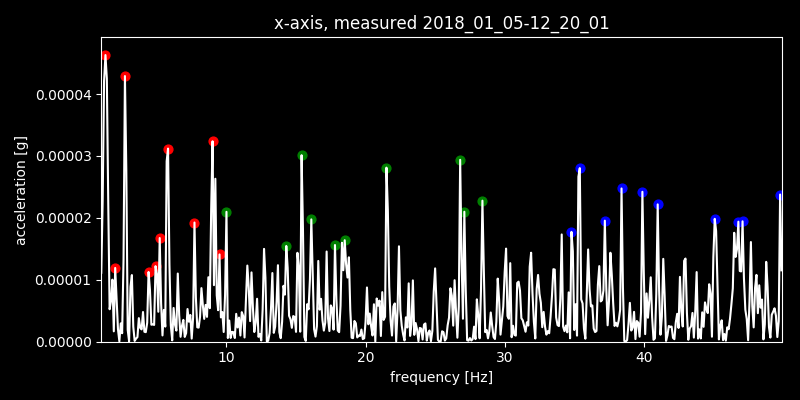 x-axis, measured 2018_01_05-12_20_01
acceleration [g]
0.00004
0.00003
0.00002
0.00001
0.00000
10 20 30 40
frequency [Hz]